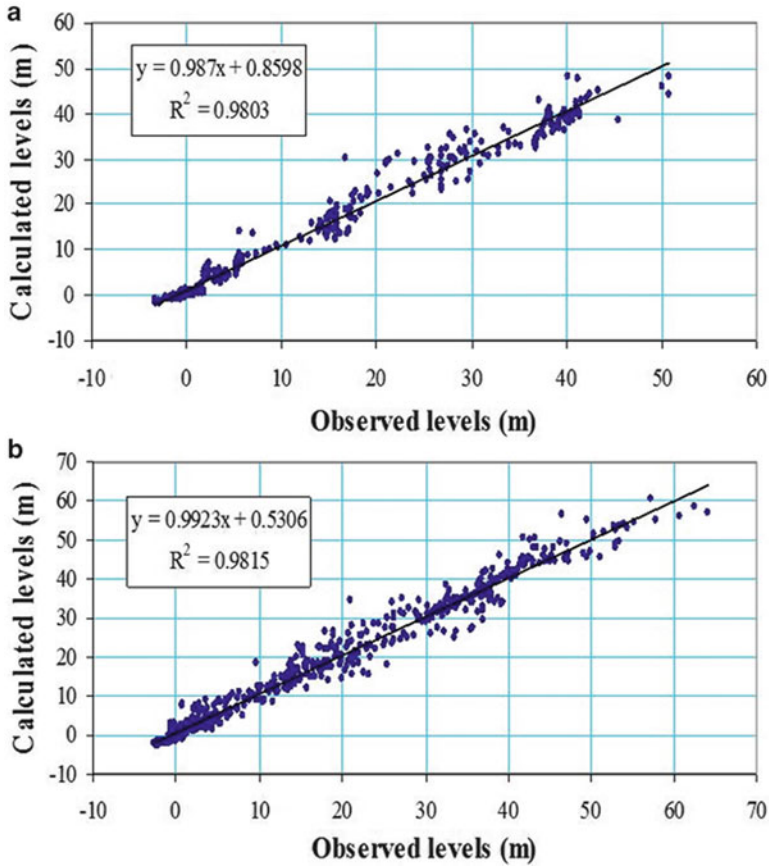 a
60
50
40
30
20
10
0
-10
y = 0.987x + 0.8598
R² = 0.9803
-10 0 10 20 30 40 50 60
Calculated levels (m)
Observed levels (m)
b
70
60
50
40
30
20
10
0
-10
y = 0.9923x + 0.5306
R² = 0.9815
-10 0 10 20 30 40 50 60 70
Calculated levels (m)
Observed levels (m)